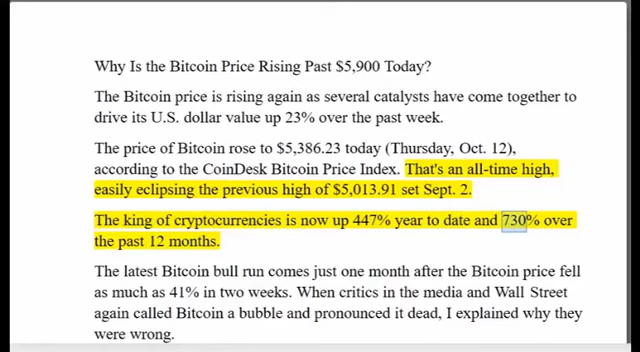 Why Is the Bitcoin Price Rising Past $5,900 Today?
The Bitcoin price is rising again as several catalysts have come together to
drive its U.S. dollar value up 23% over the past week.
The price of Bitcoin rose to $5,386.23 today (Thursday, Oct. 12),
according to the CoinDesk Bitcoin Price Index. That's an all-time high,
easily eclipsing the previous high of $5,013.91 set Sept. 2.
The king of cryptocurrencies is now up 447% year to date and 730% over
the past 12 months.
The latest Bitcoin bull run comes just one month after the Bitcoin price fell
as much as 41% in two weeks. When critics in the media and Wall Street
again called Bitcoin a bubble and pronounced it dead, I explained why they
were wrong.